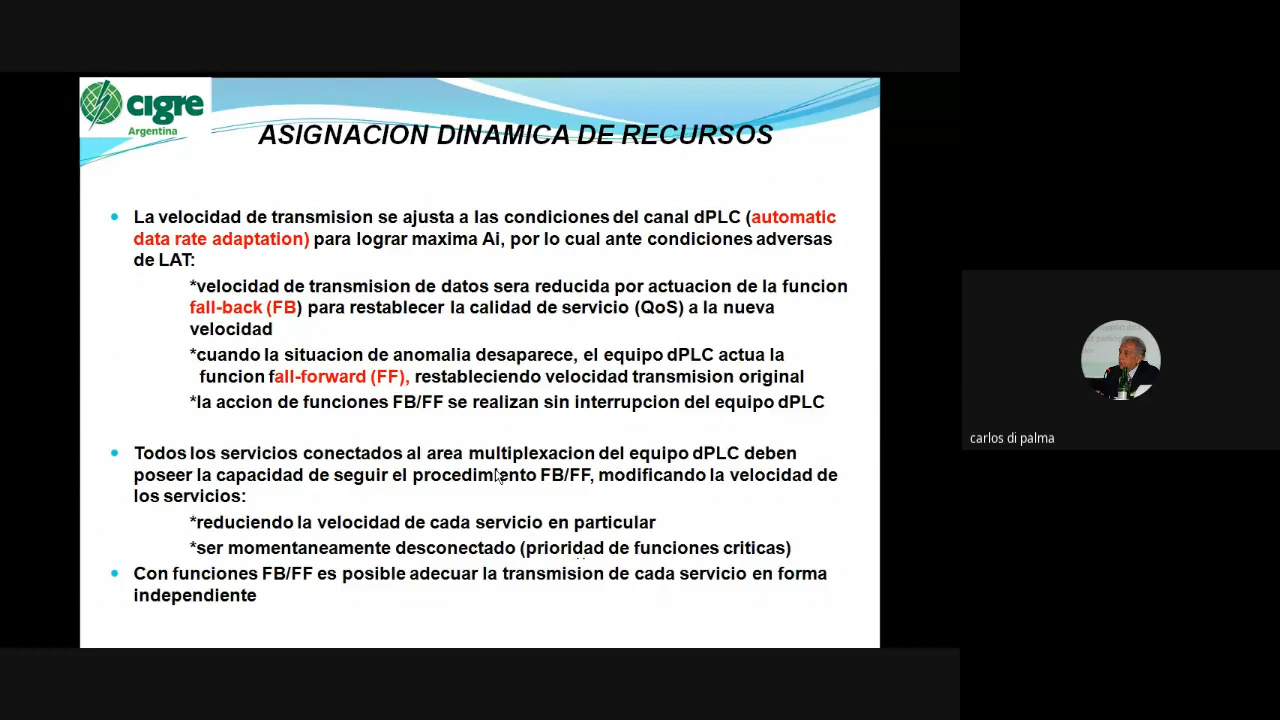 cigre
Argentina
ASIGNACION DINAMICA DE RECURSOS
• La velocidad de transmision se ajusta a las condiciones del canal dPLC (automatic
data rate adaptation) para lograr maxima Ai, por lo cual ante condiciones adversas
de LAT:
*velocidad de transmision de datos sera reducida por actuacion de la funcion
fall-back (FB) para restablecer la calidad de servicio (QoS) a la nueva
velocidad
*cuando la situacion de anomalia desaparece, el equipo dPLC actua la
funcion fall-forward (FF), restableciendo velocidad transmision original
*la accion de funciones FB/FF se realizan sin interrupcion del equipo dPLC
• Todos los servicios conectados al area multiplexacion del equipo dPLC deben
poseer la capacidad de seguir el procedimiento FB/FF, modificando la velocidad de
los servicios:
*reduciendo la velocidad de cada servicio en particular
*ser momentaneamente desconectado (prioridad de funciones criticas)
• Con funciones FB/FF es posible adecuar la transmision de cada servicio en forma
independiente
carlos di palma